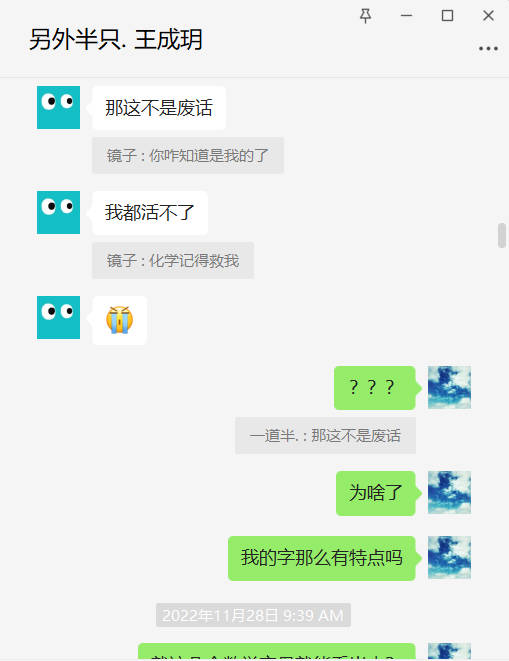 另外半只. 王成玥
那这不是废话
镜子 : 你咋知道是我的了
我都活不了
镜子 : 化学记得救我
？？？
一道半. : 那这不是废话
为啥了
我的字那么有特点吗
2022年11月28日 9:39 AM